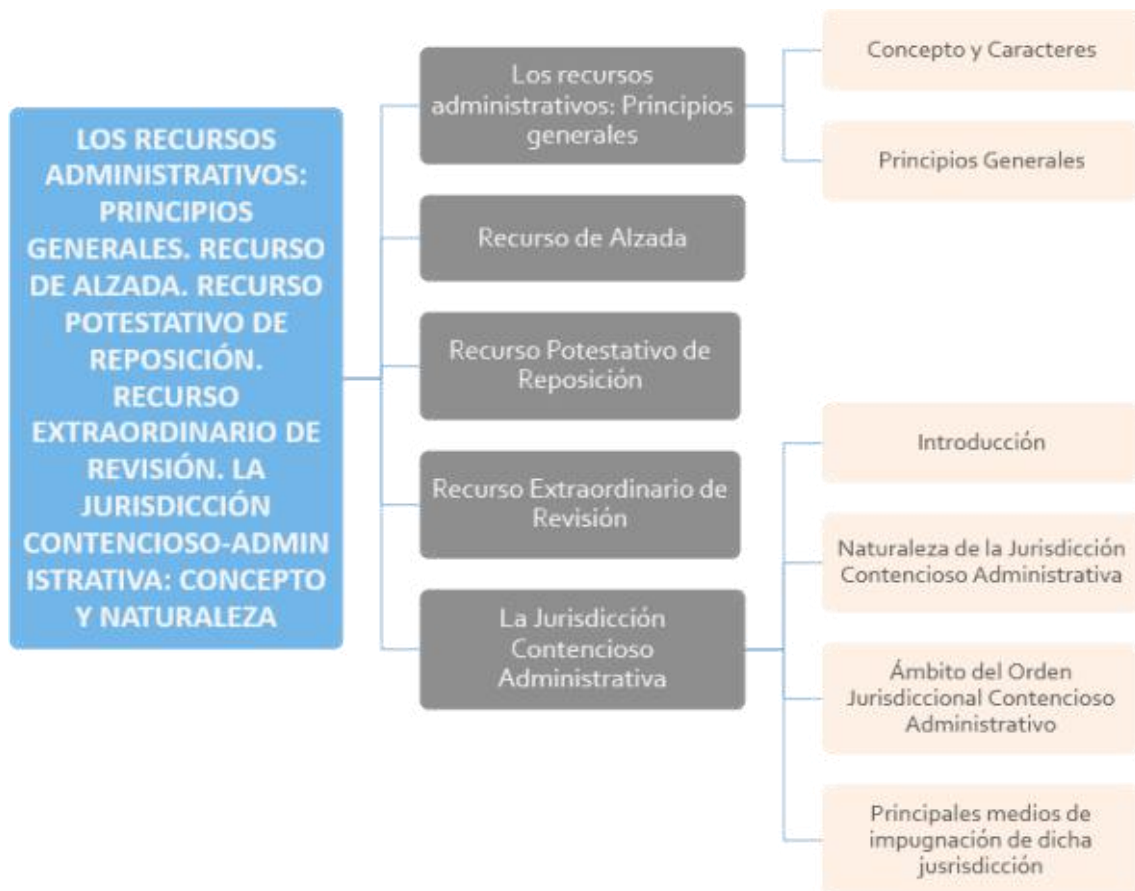 LOS RECURSOS
ADMINISTRATIVOS:
PRINCIPIOS
GENERALES. RECURSO
DE ALZADA. RECURSO
POTESTATIVO DE
REPOSICIÓN.
RECURSO
EXTRAORDINARIO DE
REVISIÓN. LA
JURISDICCIÓN
CONTENCIOSO-ADMIN
ISTRATIVA: CONCEPTO
Y NATURALEZA
Los recursos
administrativos: Principios
generales
Concepto y Caracteres
Principios Generales
Recurso de Alzada
Recurso Potestativo de
Reposición
Recurso Extraordinario de
Revisión
La Jurisdicción
Contencioso
Administrativa
Introducción
Naturaleza de la Jurisdicción
Contencioso Administrativa
Ámbito del Orden
Jurisdiccional Contencioso
Administrativo
Principales medios de
impugnación de dicha
jusrisdicción